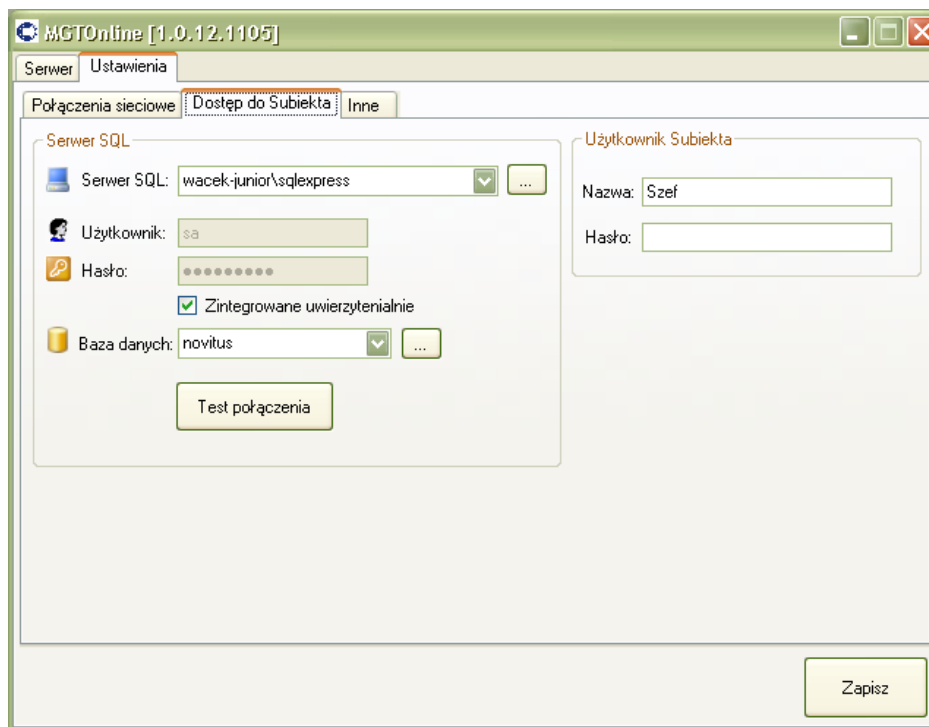 MGTOnline [1.0.12.1105]
Serwer Ustawienia
Połączenia sieciowe Dostęp do Subiekta Inne
Serwer SQL
Serwer SQL: wacek-junior\sqlexpress ...
Użytkownik: sa
Hasło: ●●●●●●●●●
Zintegrowane uwierzytenialnie
Baza danych: novitus ...
Test połączenia
Użytkownik Subiekta
Nazwa: Szef
Hasło:
Zapisz